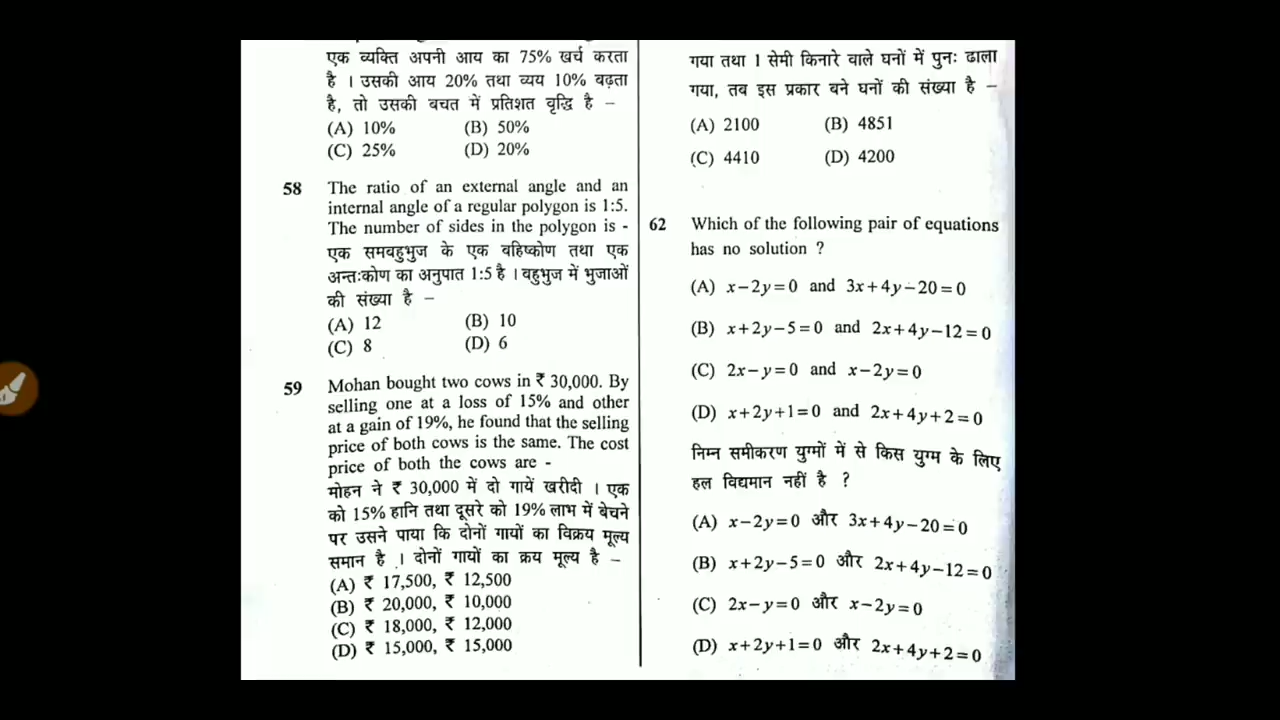 एक व्यक्ति अपनी आय का 75% खर्च करता
है । उसकी आय 20% तथा व्यय 10% बढ़ता
है, तो उसकी बचत में प्रतिशत वृद्धि है –
(A) 10% (B) 50%
(C) 25% (D) 20%
58 The ratio of an external angle and an
internal angle of a regular polygon is 1:5.
The number of sides in the polygon is -
एक समबहुभुज के एक बहिष्कोण तथा एक
अन्तःकोण का अनुपात 1:5 है । बहुभुज में भुजाओं
की संख्या है –
(A) 12 (B) 10
(C) 8 (D) 6
59 Mohan bought two cows in ₹ 30,000. By
selling one at a loss of 15% and other
at a gain of 19%, he found that the selling
price of both cows is the same. The cost
price of both the cows are -
मोहन ने ₹ 30,000 में दो गायें खरीदी । एक
को 15% हानि तथा दूसरे को 19% लाभ में बेचने
पर उसने पाया कि दोनों गायों का विक्रय मूल्य
समान है । दोनों गायों का क्रय मूल्य है –
(A) ₹ 17,500, ₹ 12,500
(B) ₹ 20,000, ₹ 10,000
(C) ₹ 18,000, ₹ 12,000
(D) ₹ 15,000, ₹ 15,000
गया तथा 1 सेमी किनारे वाले घनों में पुनः ढाला
गया, तब इस प्रकार बने घनों की संख्या है –
(A) 2100 (B) 4851
(C) 4410 (D) 4200
62 Which of the following pair of equations
has no solution ?
(A) x−2y=0 and 3x+4y−20=0
(B) x+2y−5=0 and 2x+4y−12=0
(C) 2x−y=0 and x−2y=0
(D) x+2y+1=0 and 2x+4y+2=0
निम्न समीकरण युग्मों में से किस युग्म के लिए
हल विद्यमान नहीं है ?
(A) x−2y=0 और 3x+4y−20=0
(B) x+2y−5=0 और 2x+4y−12=0
(C) 2x−y=0 और x−2y=0
(D) x+2y+1=0 और 2x+4y+2=0